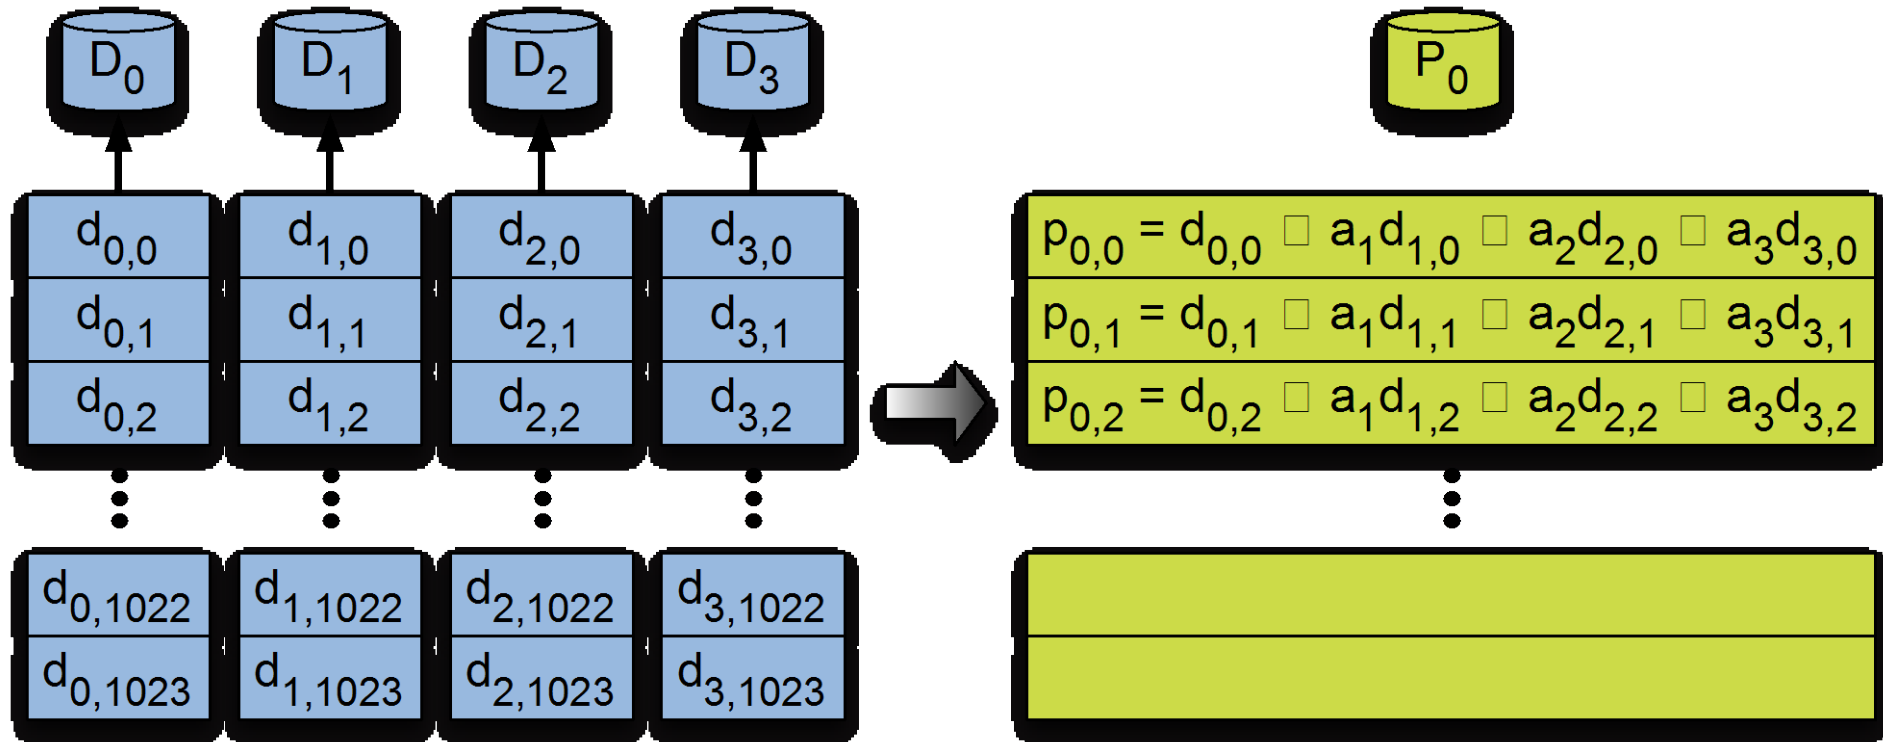 D0 D1 D2 D3 P0
d0,0 d1,0 d2,0 d3,0 p0,0 = d0,0 □ a1d1,0 □ a2d2,0 □ a3d3,0
d0,1 d1,1 d2,1 d3,1 p0,1 = d0,1 □ a1d1,1 □ a2d2,1 □ a3d3,1
d0,2 d1,2 d2,2 d3,2 p0,2 = d0,2 □ a1d1,2 □ a2d2,2 □ a3d3,2
d0,1022 d1,1022 d2,1022 d3,1022
d0,1023 d1,1023 d2,1023 d3,1023